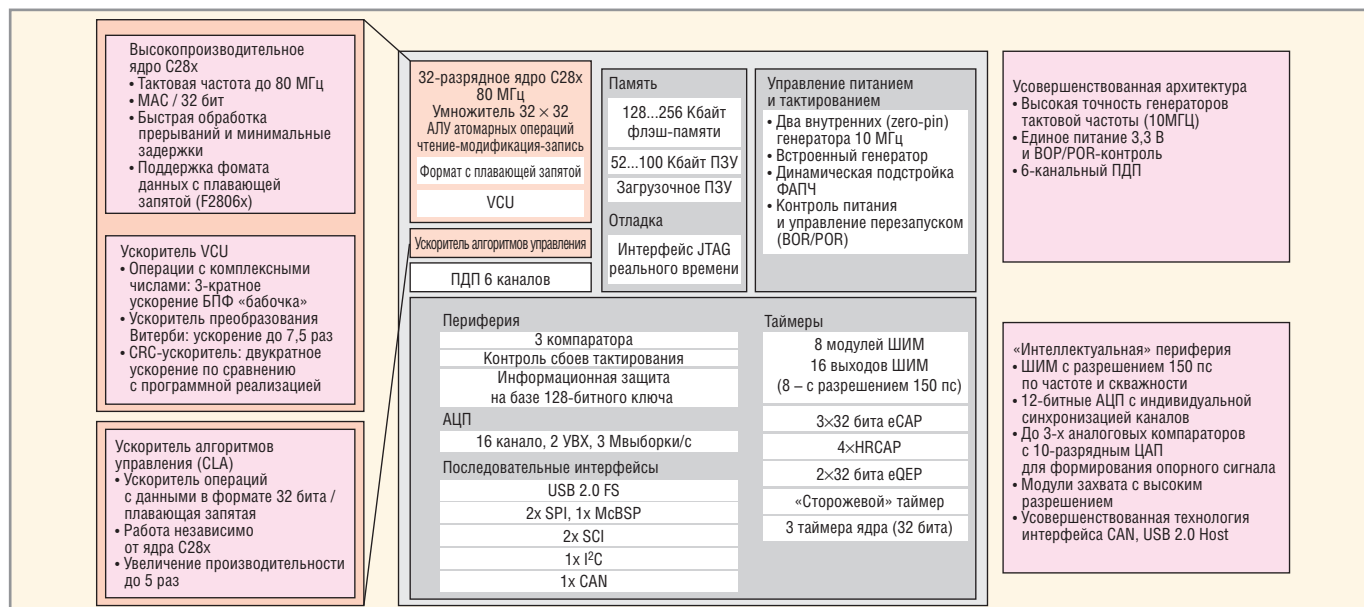 Высокопроизводительное
ядро C28x
• Тактовая частота до 80 МГц
• MAC / 32 бит
• Быстрая обработка
прерываний и минимальные
задержки
• Поддержка фомата
данных с плавающей
запятой (F2806x)
Ускоритель VCU
• Операции с комплексными
числами: 3-кратное
ускорение БПФ «бабочка»
• Ускоритель преобразования
Витерби: ускорение до 7,5 раз
• CRC-ускоритель: двукратное
ускорение по сравнению
с программной реализацией
Ускоритель алгоритмов
управления (CLA)
• Ускоритель операций
с данными в формате 32 бита /
плавающая запятая
• Работа независимо
от ядра C28x
• Увеличение производительности
до 5 раз
32-разрядное ядро C28x
80 МГц
Умножитель 32 × 32
АЛУ атомарных операций
чтение-модификация-запись
Формат с плавающей запятой
VCU
Ускоритель алгоритмов управления
ПДП 6 каналов
Память
128...256 Кбайт
флэш-памяти
52...100 Кбайт ПЗУ
Загрузочное ПЗУ
Отладка
Интерфейс JTAG
реального времени
Управление питанием
и тактированием
• Два внутренних (zero-pin)
генератора 10 МГц
• Встроенный генератор
• Динамическая подстройка
ФАПЧ
• Контроль питания
и управление перезапуском
(BOR/POR)
Периферия
3 компаратора
Контроль сбоев тактирования
Информационная защита
на базе 128-битного ключа
АЦП
16 канало, 2 УВХ, 3 Мвыборки/с
Последовательные интерфейсы
USB 2.0 FS
2x SPI, 1x McBSP
2x SCI
1x I²C
1x CAN
Таймеры
8 модулей ШИМ
16 выходов ШИМ
(8 – с разрешением 150 пс)
3×32 бита eCAP
4×HRCAP
2×32 бита eQEP
«Сторожевой» таймер
3 таймера ядра (32 бита)
Усовершенствованная архитектура
• Высокая точность генераторов
тактовой частоты (10МГЦ)
• Единое питание 3,3 В
и BOP/POR-контроль
• 6-канальный ПДП
«Интеллектуальная» периферия
• ШИМ с разрешением 150 пс
по частоте и скважности
• 12-битные АЦП с индивидуальной
синхронизацией каналов
• До 3-х аналоговых компараторов
с 10-разрядным ЦАП
для формирования опорного сигнала
• Модули захвата с высоким
разрешением
• Усовершенствованная технология
интерфейса CAN, USB 2.0 Host